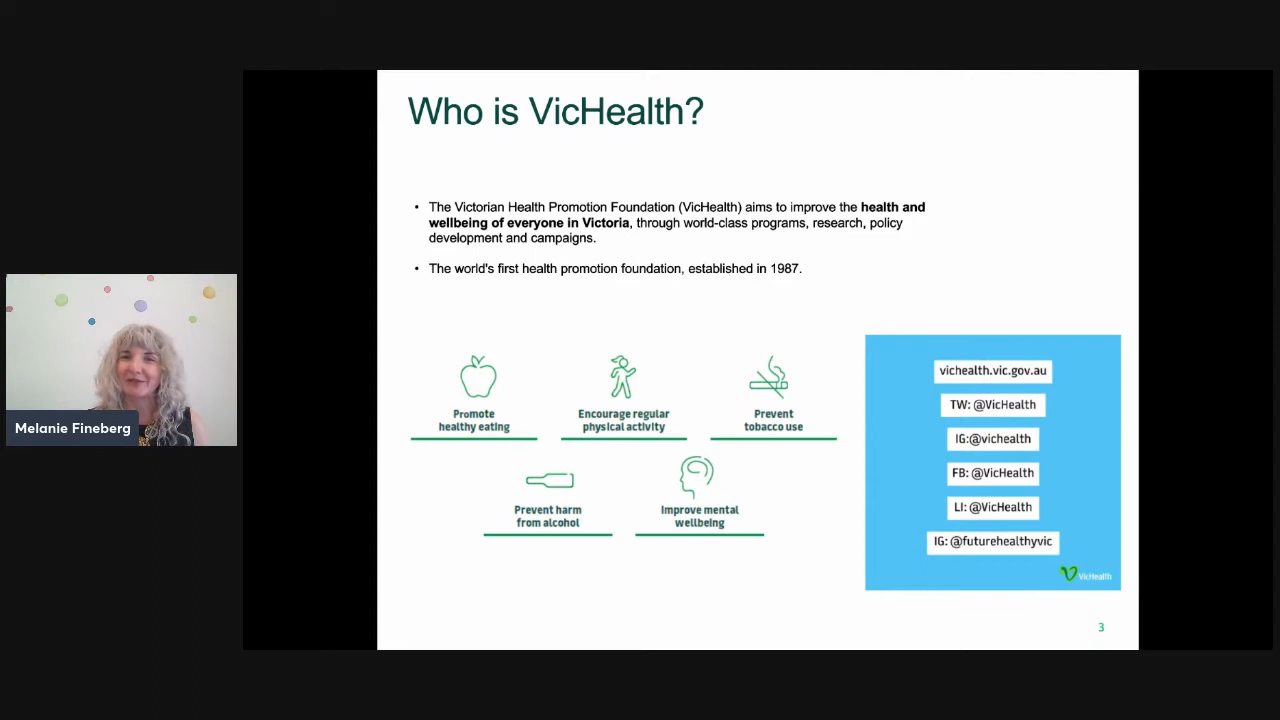 Who is VicHealth?
• The Victorian Health Promotion Foundation (VicHealth) aims to improve the health and
wellbeing of everyone in Victoria, through world-class programs, research, policy
development and campaigns.
• The world's first health promotion foundation, established in 1987.
Promote
healthy eating
Encourage regular
physical activity
Prevent
tobacco use
Prevent harm
from alcohol
Improve mental
wellbeing
vichealth.vic.gov.au
TW: @VicHealth
IG:@vichealth
FB: @VicHealth
LI: @VicHealth
IG: @futurehealthyvic
VicHealth
3
Melanie Fineberg